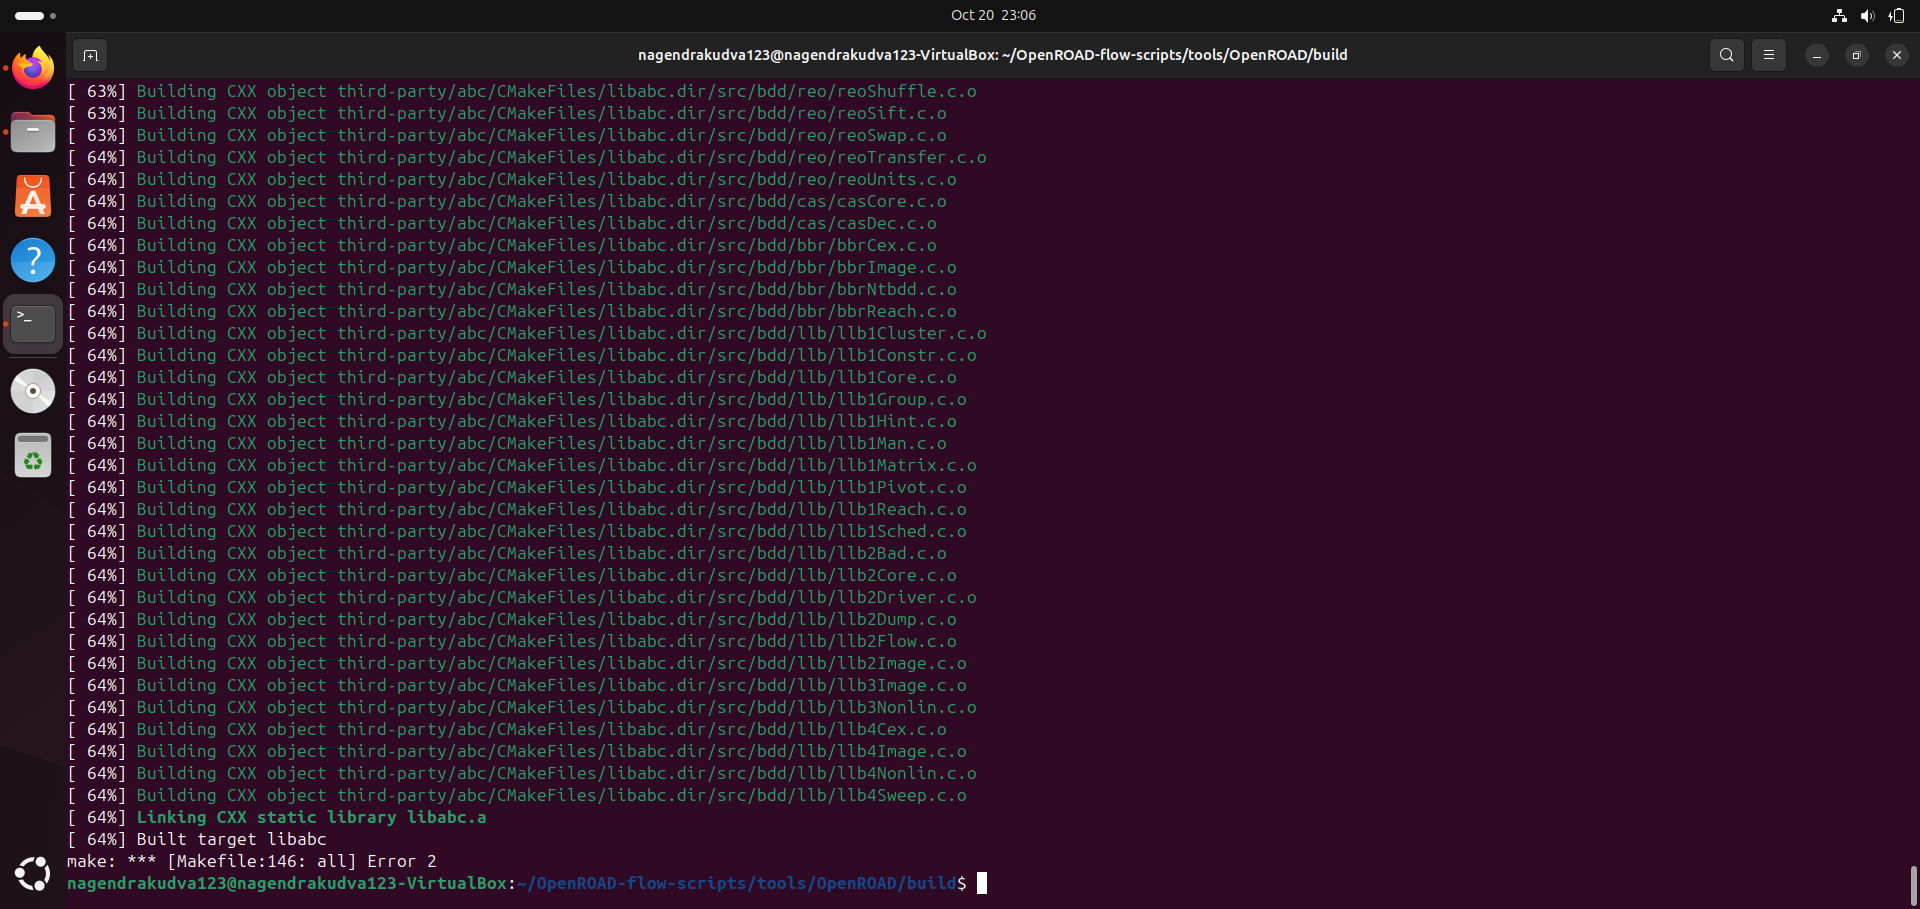 Oct 20 23:06
nagendrakudva123@nagendrakudva123-VirtualBox: ~/OpenROAD-flow-scripts/tools/OpenROAD/build
[ 63%] Building CXX object third-party/abc/CMakeFiles/libabc.dir/src/bdd/reo/reoShuffle.c.o
[ 63%] Building CXX object third-party/abc/CMakeFiles/libabc.dir/src/bdd/reo/reoSift.c.o
[ 63%] Building CXX object third-party/abc/CMakeFiles/libabc.dir/src/bdd/reo/reoSwap.c.o
[ 64%] Building CXX object third-party/abc/CMakeFiles/libabc.dir/src/bdd/reo/reoTransfer.c.o
[ 64%] Building CXX object third-party/abc/CMakeFiles/libabc.dir/src/bdd/reo/reoUnits.c.o
[ 64%] Building CXX object third-party/abc/CMakeFiles/libabc.dir/src/bdd/cas/casCore.c.o
[ 64%] Building CXX object third-party/abc/CMakeFiles/libabc.dir/src/bdd/cas/casDec.c.o
[ 64%] Building CXX object third-party/abc/CMakeFiles/libabc.dir/src/bdd/bbr/bbrCex.c.o
[ 64%] Building CXX object third-party/abc/CMakeFiles/libabc.dir/src/bdd/bbr/bbrImage.c.o
[ 64%] Building CXX object third-party/abc/CMakeFiles/libabc.dir/src/bdd/bbr/bbrNtbdd.c.o
[ 64%] Building CXX object third-party/abc/CMakeFiles/libabc.dir/src/bdd/bbr/bbrReach.c.o
[ 64%] Building CXX object third-party/abc/CMakeFiles/libabc.dir/src/bdd/llb/llb1Cluster.c.o
[ 64%] Building CXX object third-party/abc/CMakeFiles/libabc.dir/src/bdd/llb/llb1Constr.c.o
[ 64%] Building CXX object third-party/abc/CMakeFiles/libabc.dir/src/bdd/llb/llb1Core.c.o
[ 64%] Building CXX object third-party/abc/CMakeFiles/libabc.dir/src/bdd/llb/llb1Group.c.o
[ 64%] Building CXX object third-party/abc/CMakeFiles/libabc.dir/src/bdd/llb/llb1Hint.c.o
[ 64%] Building CXX object third-party/abc/CMakeFiles/libabc.dir/src/bdd/llb/llb1Man.c.o
[ 64%] Building CXX object third-party/abc/CMakeFiles/libabc.dir/src/bdd/llb/llb1Matrix.c.o
[ 64%] Building CXX object third-party/abc/CMakeFiles/libabc.dir/src/bdd/llb/llb1Pivot.c.o
[ 64%] Building CXX object third-party/abc/CMakeFiles/libabc.dir/src/bdd/llb/llb1Reach.c.o
[ 64%] Building CXX object third-party/abc/CMakeFiles/libabc.dir/src/bdd/llb/llb1Sched.c.o
[ 64%] Building CXX object third-party/abc/CMakeFiles/libabc.dir/src/bdd/llb/llb2Bad.c.o
[ 64%] Building CXX object third-party/abc/CMakeFiles/libabc.dir/src/bdd/llb/llb2Core.c.o
[ 64%] Building CXX object third-party/abc/CMakeFiles/libabc.dir/src/bdd/llb/llb2Driver.c.o
[ 64%] Building CXX object third-party/abc/CMakeFiles/libabc.dir/src/bdd/llb/llb2Dump.c.o
[ 64%] Building CXX object third-party/abc/CMakeFiles/libabc.dir/src/bdd/llb/llb2Flow.c.o
[ 64%] Building CXX object third-party/abc/CMakeFiles/libabc.dir/src/bdd/llb/llb2Image.c.o
[ 64%] Building CXX object third-party/abc/CMakeFiles/libabc.dir/src/bdd/llb/llb3Image.c.o
[ 64%] Building CXX object third-party/abc/CMakeFiles/libabc.dir/src/bdd/llb/llb3Nonlin.c.o
[ 64%] Building CXX object third-party/abc/CMakeFiles/libabc.dir/src/bdd/llb/llb4Cex.c.o
[ 64%] Building CXX object third-party/abc/CMakeFiles/libabc.dir/src/bdd/llb/llb4Image.c.o
[ 64%] Building CXX object third-party/abc/CMakeFiles/libabc.dir/src/bdd/llb/llb4Nonlin.c.o
[ 64%] Building CXX object third-party/abc/CMakeFiles/libabc.dir/src/bdd/llb/llb4Sweep.c.o
[ 64%] Linking CXX static library libabc.a
[ 64%] Built target libabc
make: *** [Makefile:146: all] Error 2
nagendrakudva123@nagendrakudva123-VirtualBox:~/OpenROAD-flow-scripts/tools/OpenROAD/build$